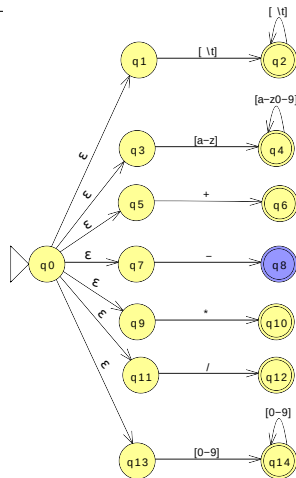 [ \t]
q1 [ \t] q2
ε
[a-z0-9]
q3 [a-z] q4
ε
q5 + q6
ε
q0 ε q7 - q8
ε
q9 * q10
ε
q11 / q12
ε
[0-9]
q13 [0-9] q14